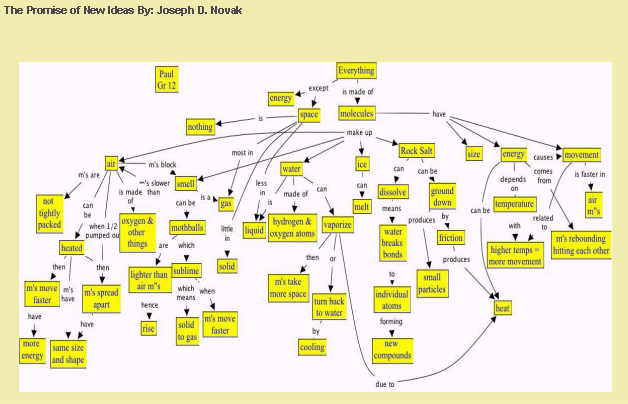 The Promise of New Ideas By: Joseph D. Novak
Paul
Gr 12
Everything
except
is made of
energy
space
molecules
is
nothing
have
make up
most in
air
m's block
m's slower
than
smell
water
ice
Rock Salt
size
energy
causes
movement
m's are
can
be
is made
of
when 1/2
pumped ou
can be
is a
gas
less
in
is
made of
can
can
can
can be
depends
on
comes
from
is faster in
not
tightly
packed
oxygen &
other
things
mothballs
liquid
hydrogen &
oxygen atoms
vaporize
melt
dissolve
ground
down
can be
temperature
air
m"s
heated
are
which
little
in
means
produces
by
with
related
to
then
m's
have
then
lighter than
air m"s
sublime
solid
then
or
water
breaks
bonds
friction
higher temps =
more movement
m's rebounding
hitting each other
m's move
faster
m's spread
apart
hence
which
means
when
m's take
more space
turn back
to water
to
small
particles
produces
have
have
rise
solid
to gas
m's move
faster
by
individual
atoms
heat
more
energy
same size
and shape
cooling
forming
new
compounds
due to